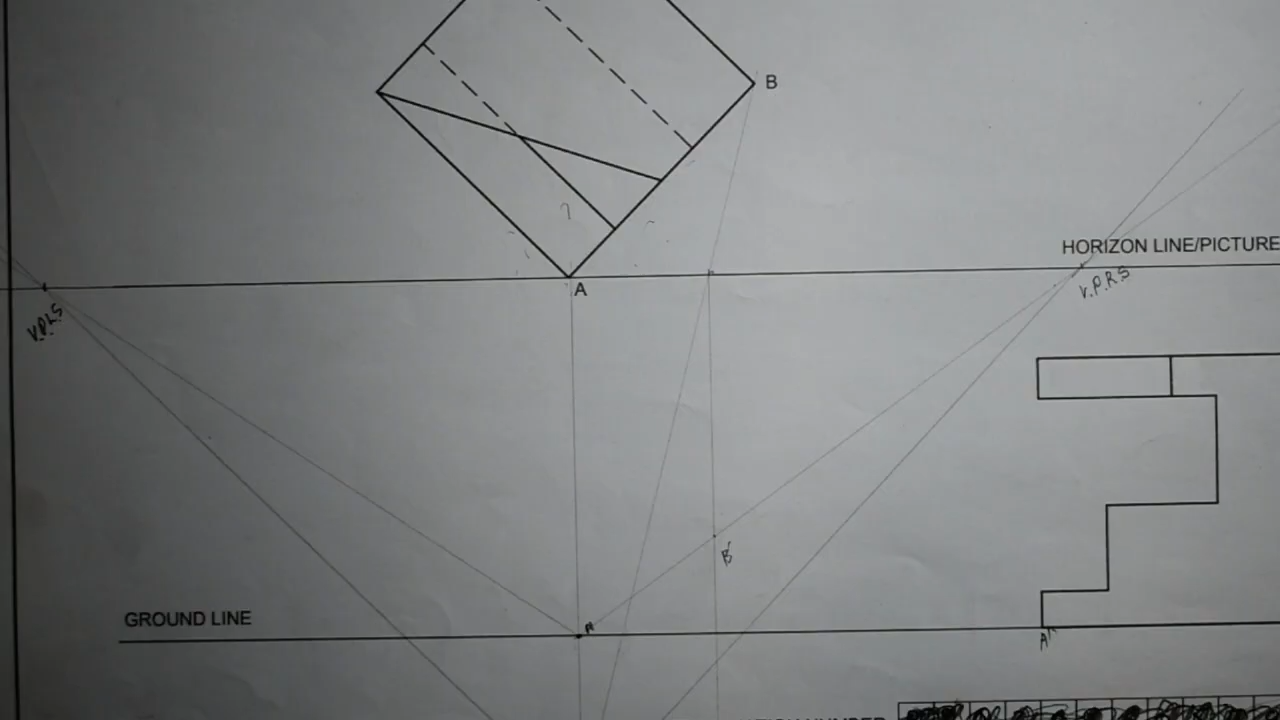 B
HORIZON LINE/PICTURE
A
V.P.L.S
V.P.R.S
B'
GROUND LINE
A
A"